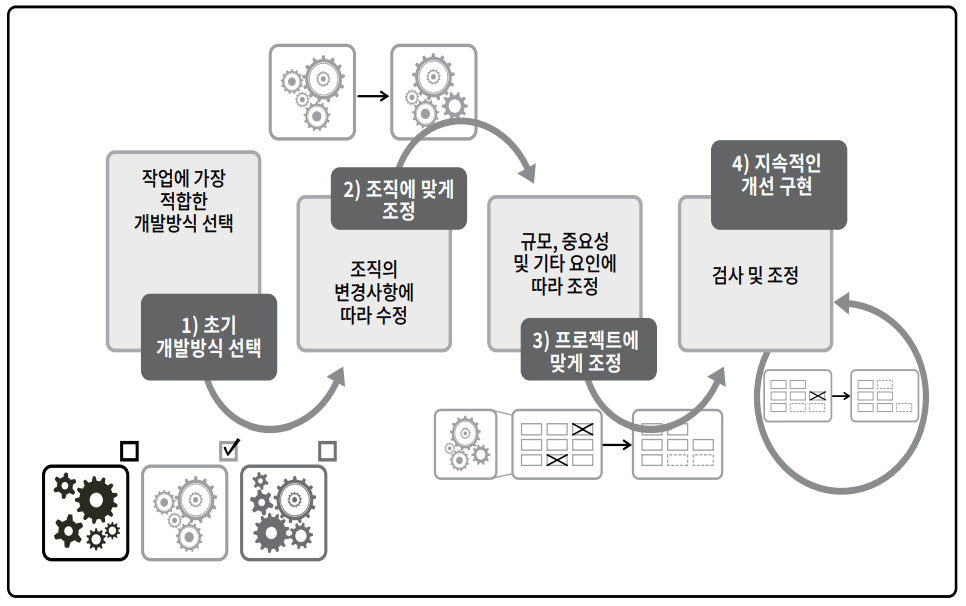 작업에 가장
적합한
개발방식 선택
1) 초기
개발방식 선택
2) 조직에 맞게
조정
조직의
변경사항에
따라 수정
규모, 중요성
및 기타 요인에
따라 조정
3) 프로젝트에
맞게 조정
4) 지속적인
개선 구현
검사 및 조정